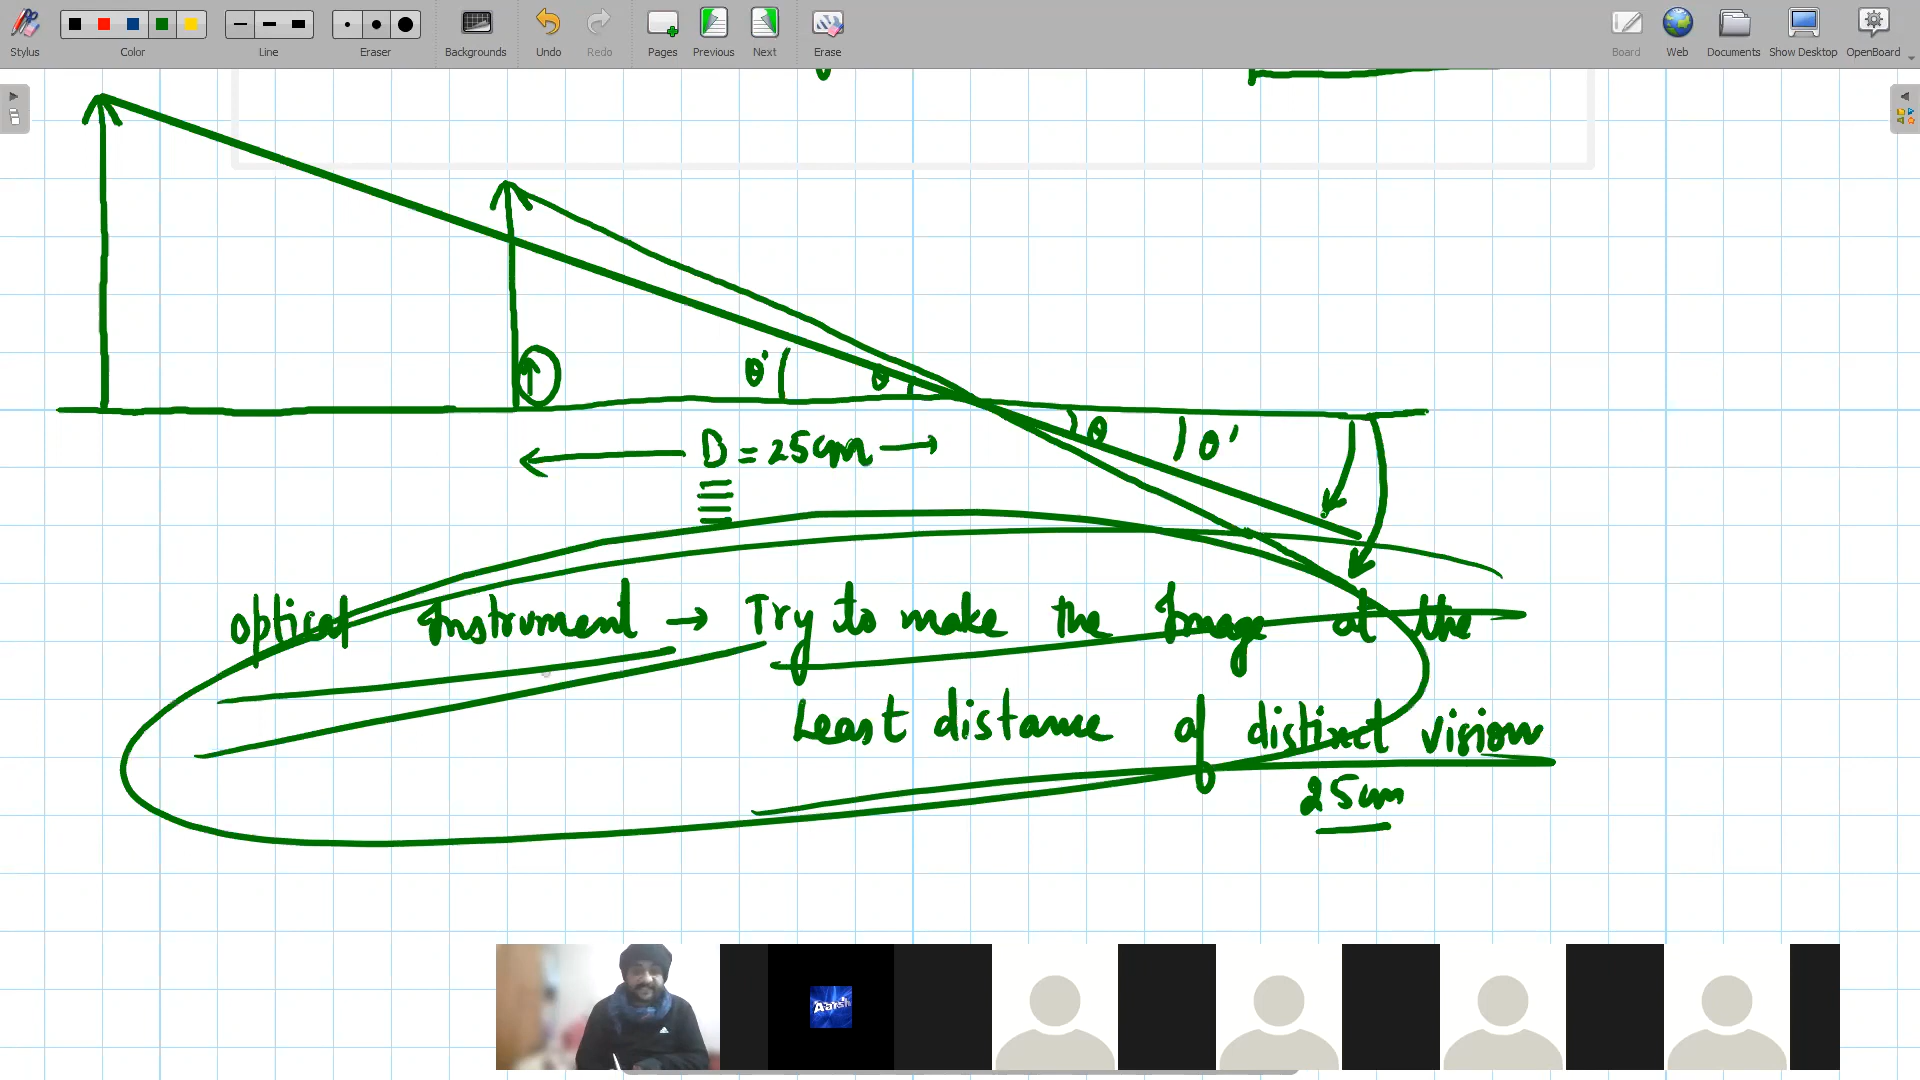 Stylus
Color
Line
Eraser
Backgrounds
Undo
Redo
Pages
Previous
Next
Erase
Board
Web
Documents
Show Desktop
OpenBoard
θ'
θ
θ
θ'
D = 25cm
optical Instrument → Try to make the Image at the
Least distance of distinct vision
25cm
Aarsh